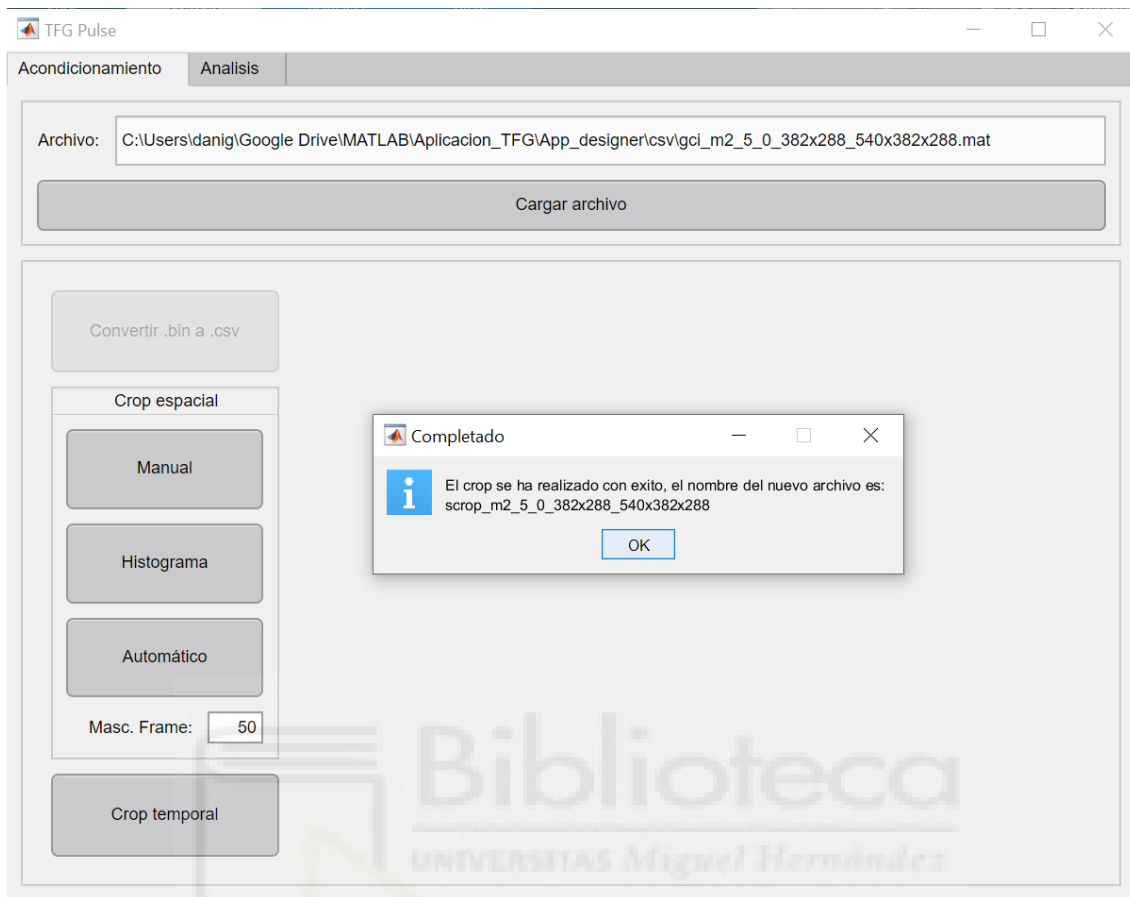 TFG Pulse
Acondicionamiento Analisis
Archivo: C:\Users\danig\Google Drive\MATLAB\Aplicacion_TFG\App_designer\csv\gci_m2_5_0_382x288_540x382x288.mat
Cargar archivo
Convertir .bin a .csv
Crop espacial
Manual
Histograma
Automático
Masc. Frame: 50
Crop temporal
Completado
El crop se ha realizado con exito, el nombre del nuevo archivo es:
scrop_m2_5_0_382x288_540x382x288
OK
Biblioteca
UNIVERSITAS Miguel Hernández